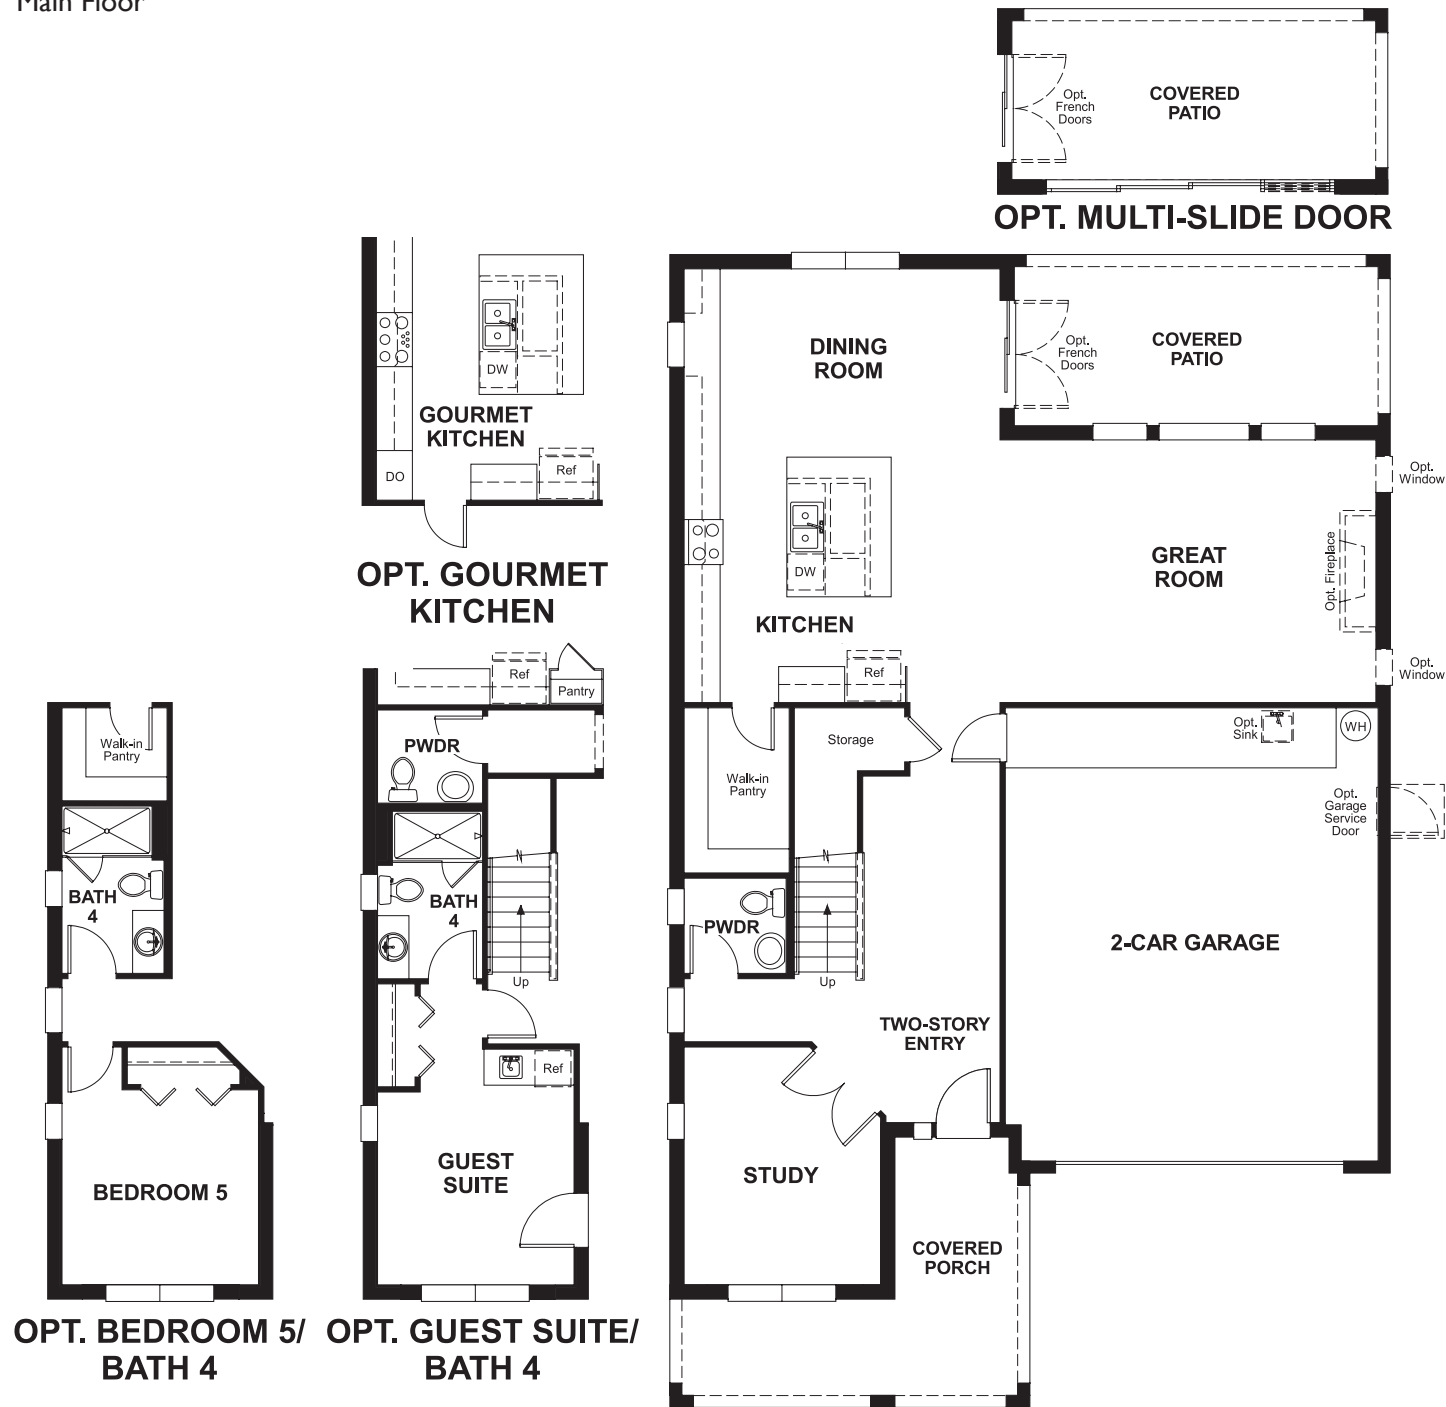 Main Floor
Opt.
French
Doors
COVERED
PATIO
OPT. MULTI-SLIDE DOOR
DW
GOURMET
KITCHEN
DO
Ref
OPT. GOURMET
KITCHEN
DINING
ROOM
Opt.
French
Doors
COVERED
PATIO
Opt.
Window
DW
GREAT
ROOM
Opt. Fireplace
KITCHEN
Ref
Opt.
Window
Storage
Opt.
Sink
WH
Walk-in
Pantry
Opt.
Garage
Service
Door
PWDR
Up
2-CAR GARAGE
TWO-STORY
ENTRY
STUDY
COVERED
PORCH
Walk-in
Pantry
BATH
4
BEDROOM 5
OPT. BEDROOM 5/
BATH 4
Ref
Pantry
PWDR
BATH
4
Up
Ref
GUEST
SUITE
OPT. GUEST SUITE/
BATH 4